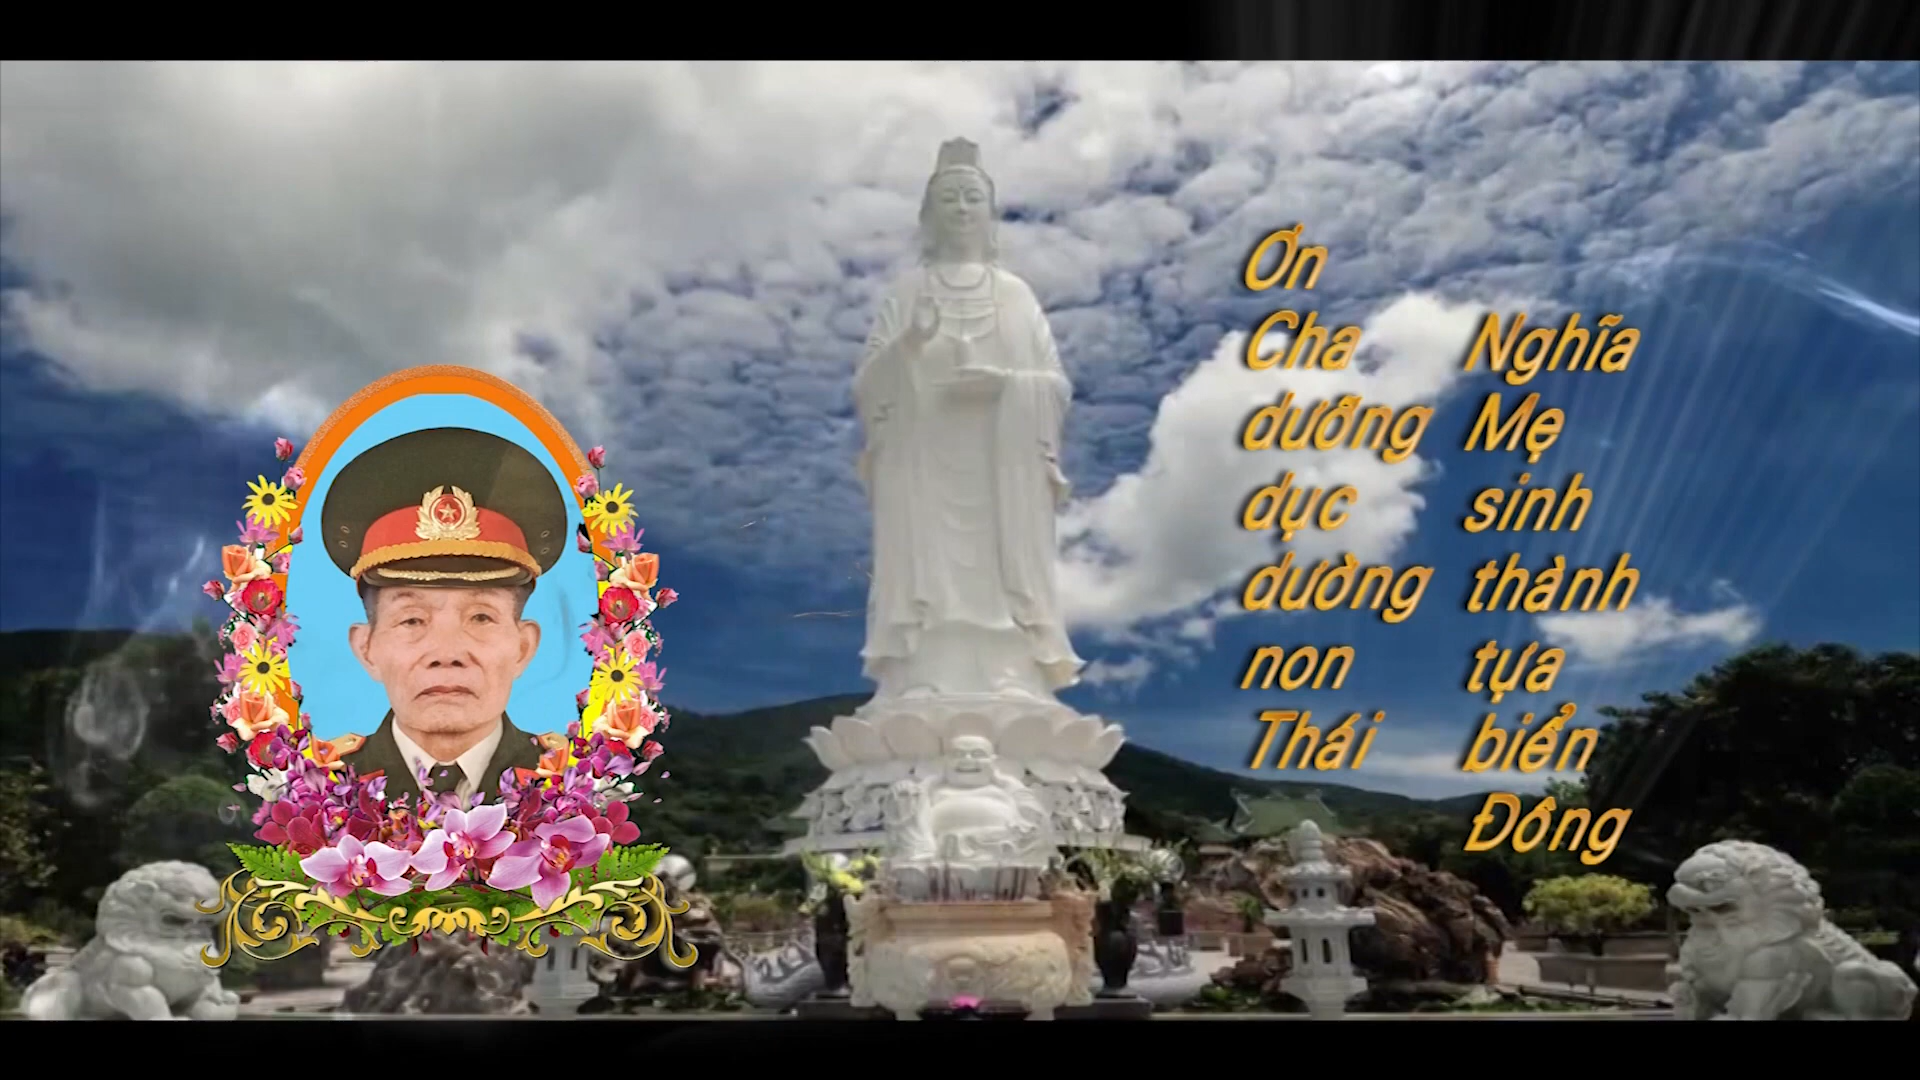 Ơn
Cha
dưỡng
dục
dường
non
Thái
Nghĩa
Mẹ
sinh
thành
tựa
biển
Đông